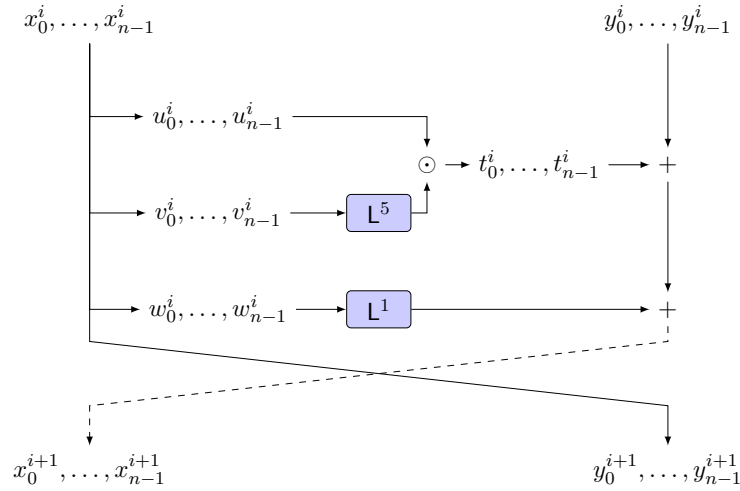 x_0^i, …, x_{n−1}^i y_0^i, …, y_{n−1}^i
u_0^i, …, u_{n−1}^i
⊙ t_0^i, …, t_{n−1}^i +
v_0^i, …, v_{n−1}^i L^5
w_0^i, …, w_{n−1}^i L^1 +
x_0^{i+1}, …, x_{n−1}^{i+1} y_0^{i+1}, …, y_{n−1}^{i+1}